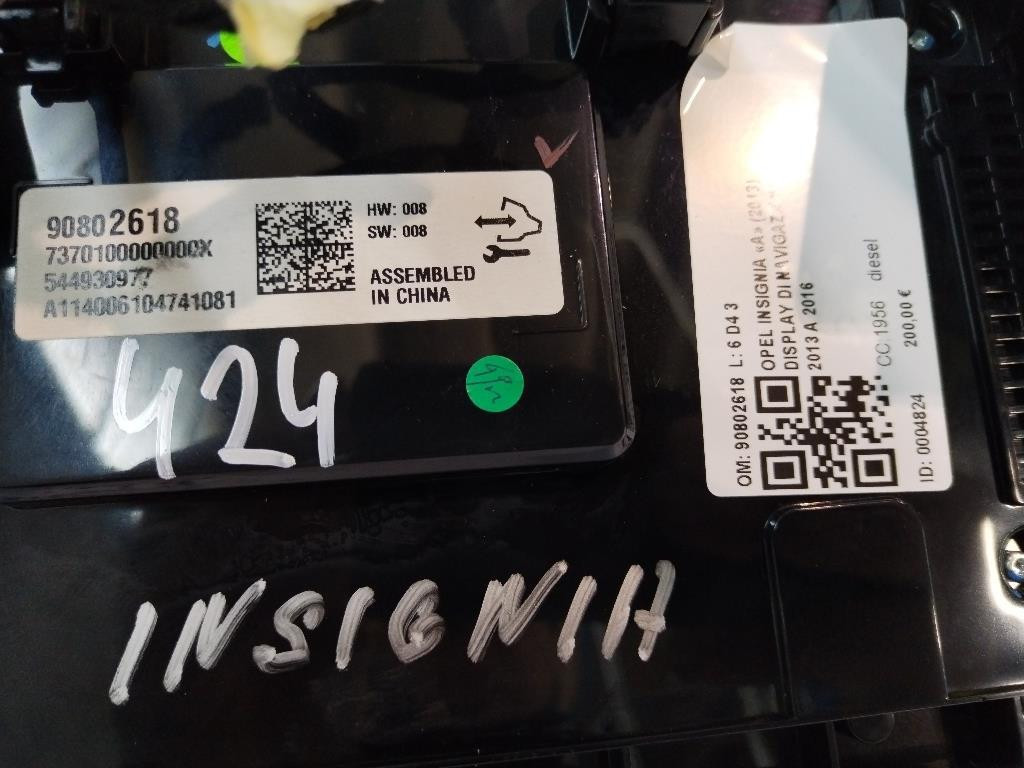 90802618
7370100000000X
544930977
A114006104741081
HW: 008
SW: 008
ASSEMBLED
IN CHINA
424
INSIGNIA
OM: 90802618 L: 6 D4 3
OPEL INSIGNIA «A» (2013)
DISPLAY DI NAVIGAZ
2013 A 2016
CC:1956 diesel
200,00 €
ID: 0004824